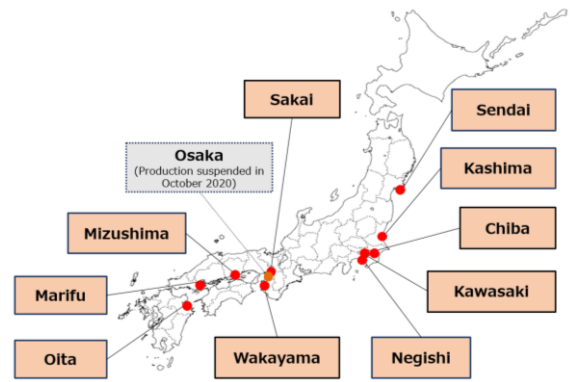 Sakai
Sendai
Osaka
(Production suspended in
October 2020)
Kashima
Mizushima
Chiba
Marifu
Kawasaki
Oita
Wakayama
Negishi